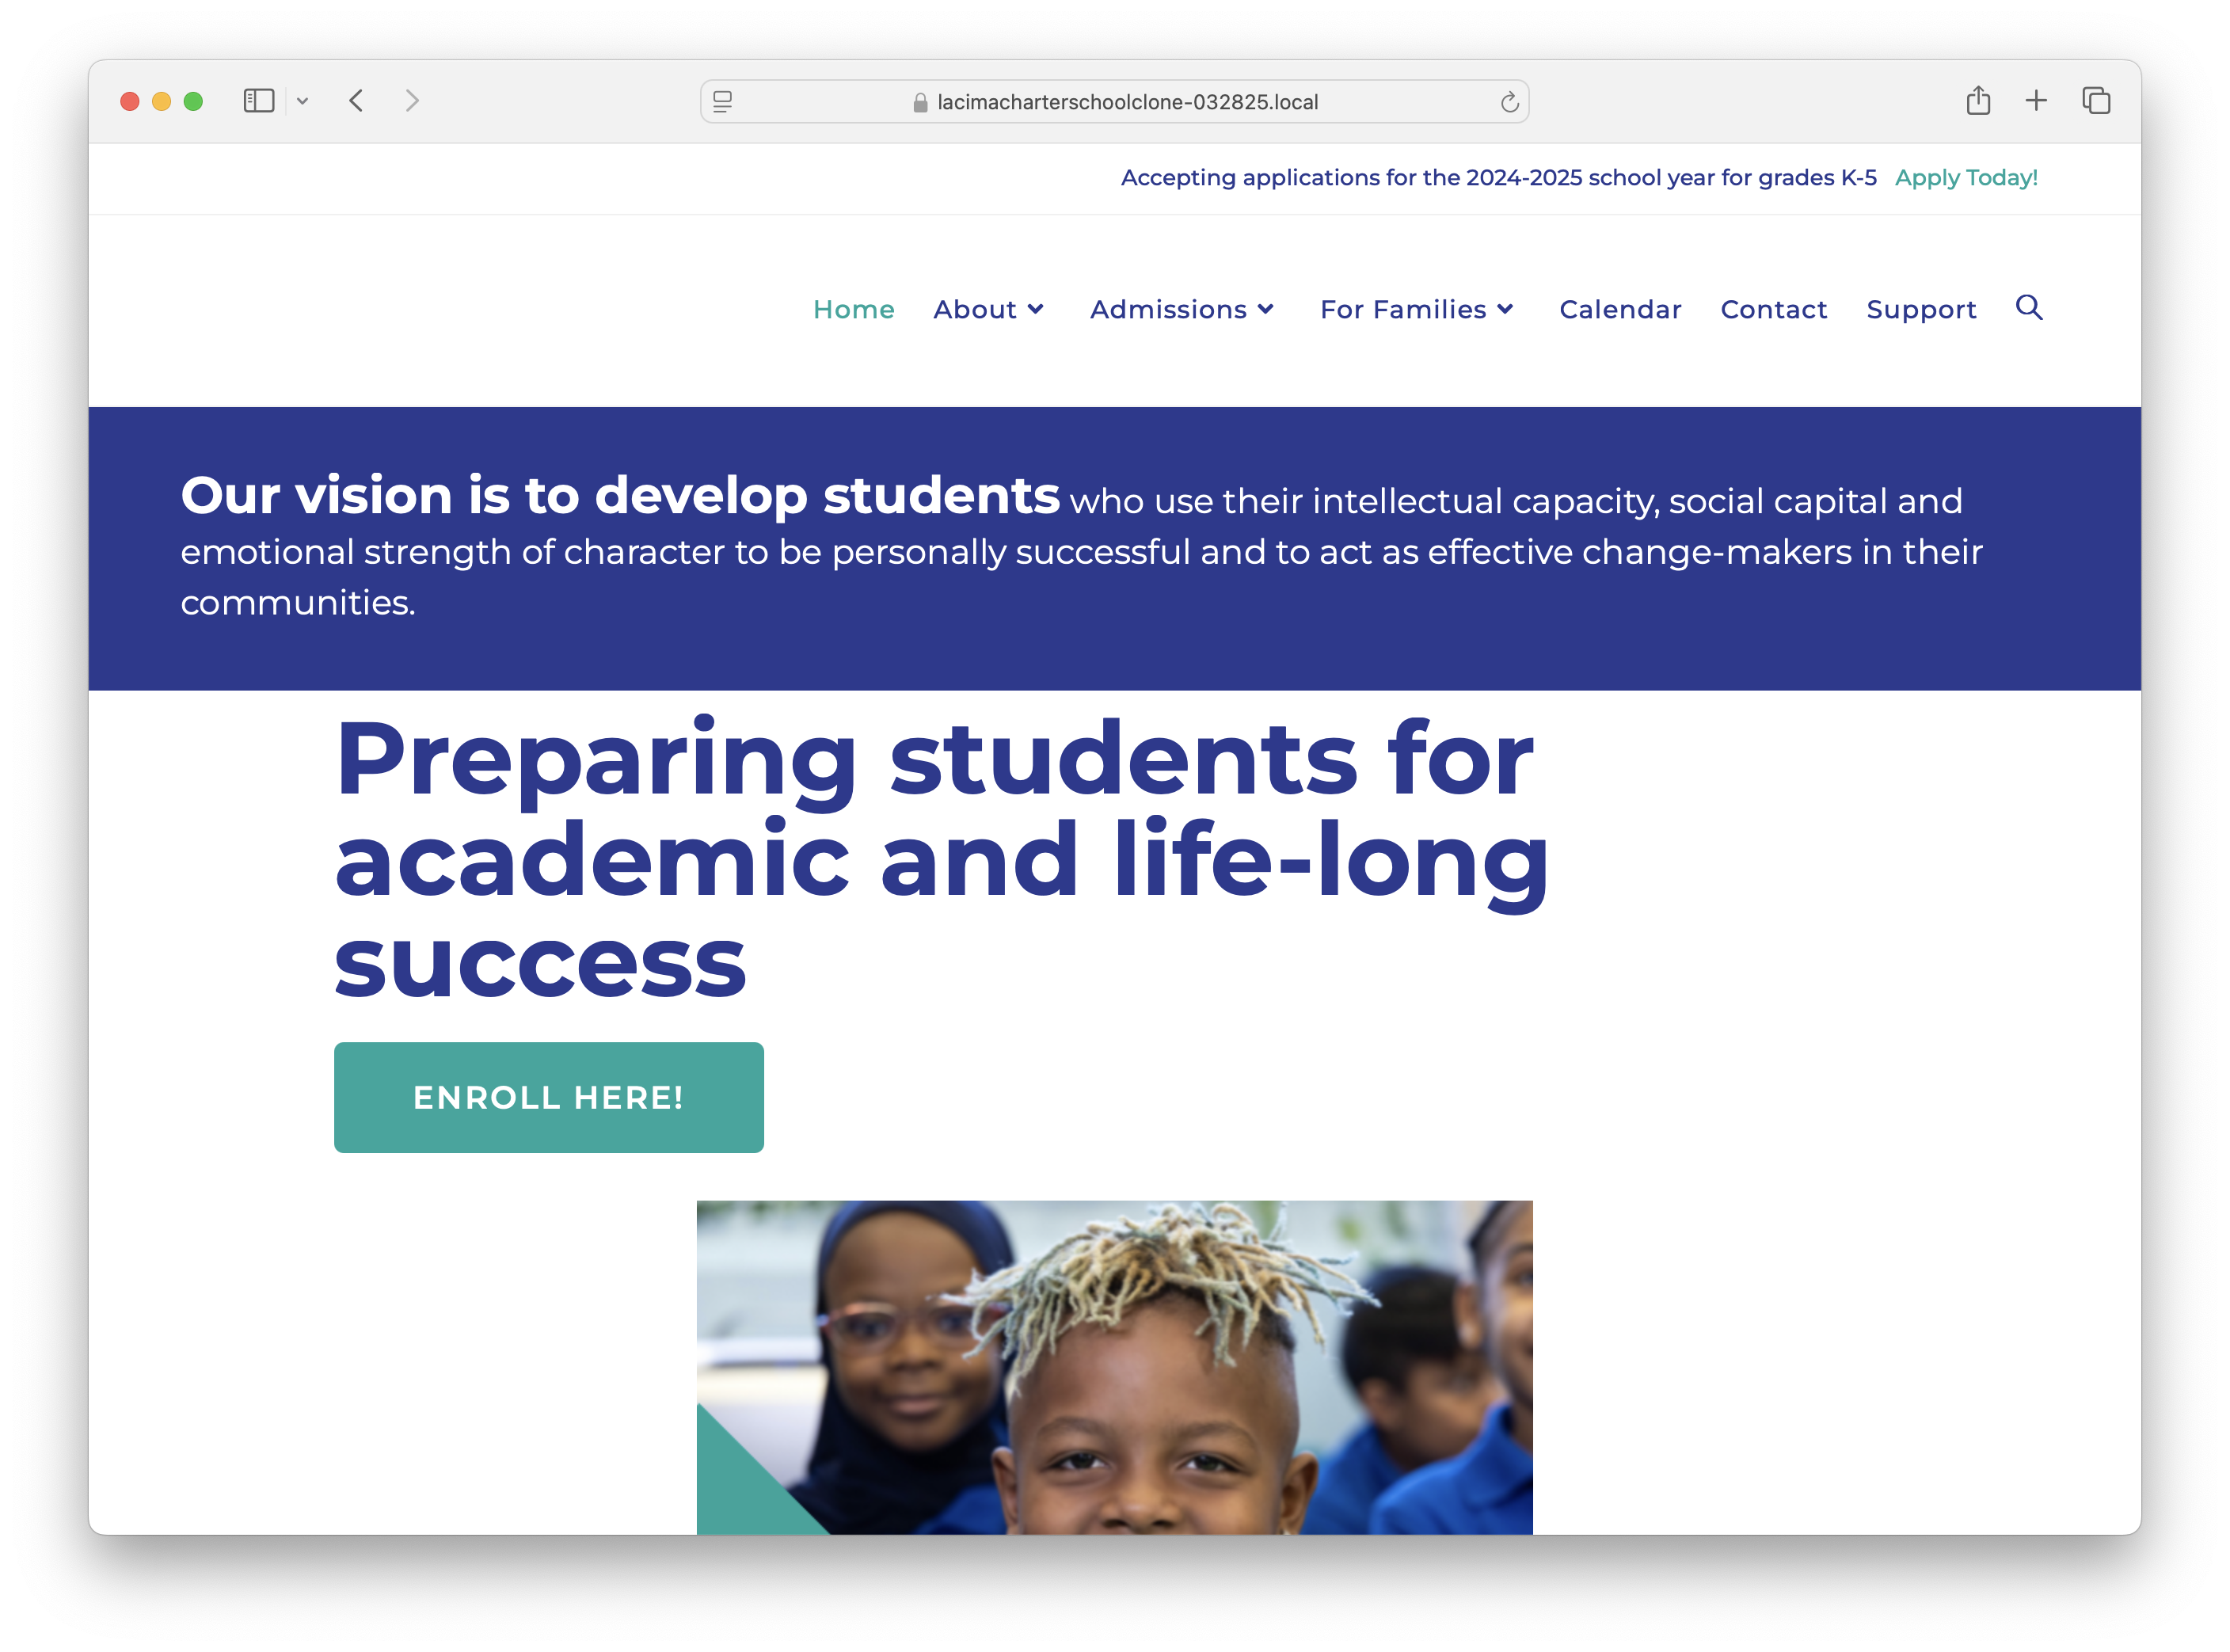 lacimacharterschoolclone-032825.local
Accepting applications for the 2024-2025 school year for grades K-5 Apply Today!
Home About Admissions For Families Calendar Contact Support
Our vision is to develop students who use their intellectual capacity, social capital and
emotional strength of character to be personally successful and to act as effective change-makers in their
communities.
Preparing students for
academic and life-long
success
ENROLL HERE!